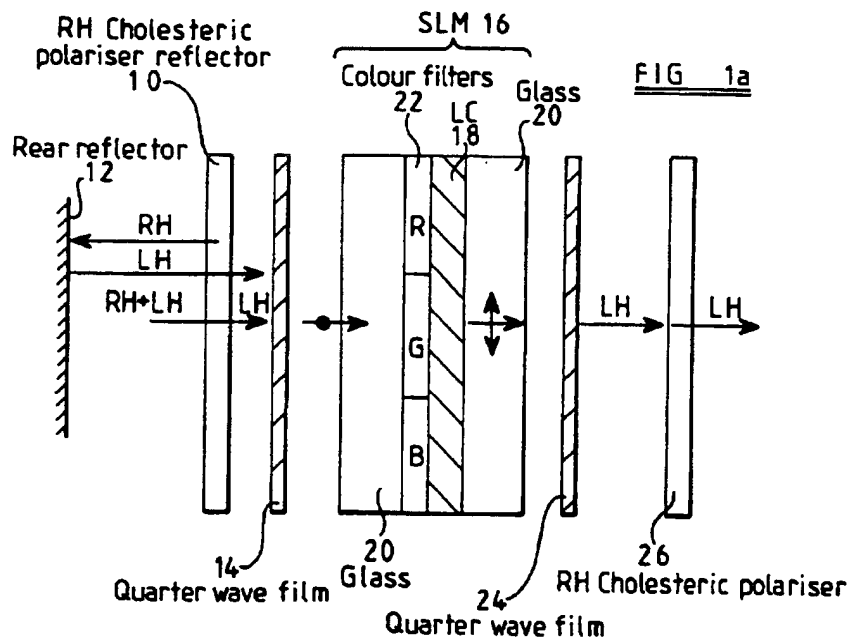 SLM 16
RH Cholesteric
polariser reflector
10
Colour filters
22
LC
18
Glass
20
FIG 1a
Rear reflector
12
RH
LH
RH+LH
LH
R
G
B
LH
LH
14
Quarter wave film
20
Glass
24
Quarter wave film
26
RH Cholesteric polariser